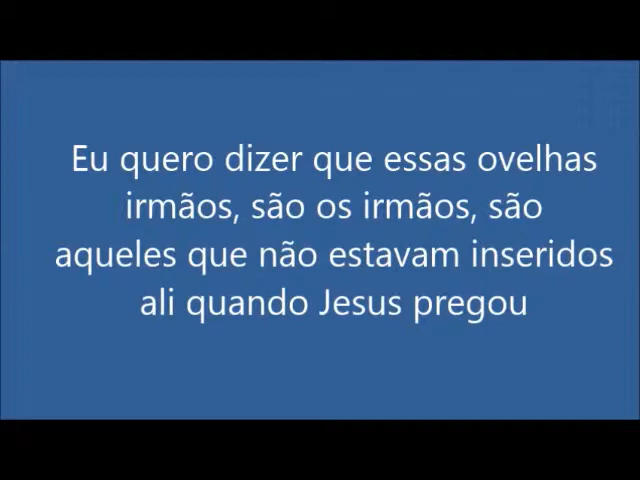 Eu quero dizer que essas ovelhas
irmãos, são os irmãos, são
aqueles que não estavam inseridos
ali quando Jesus pregou